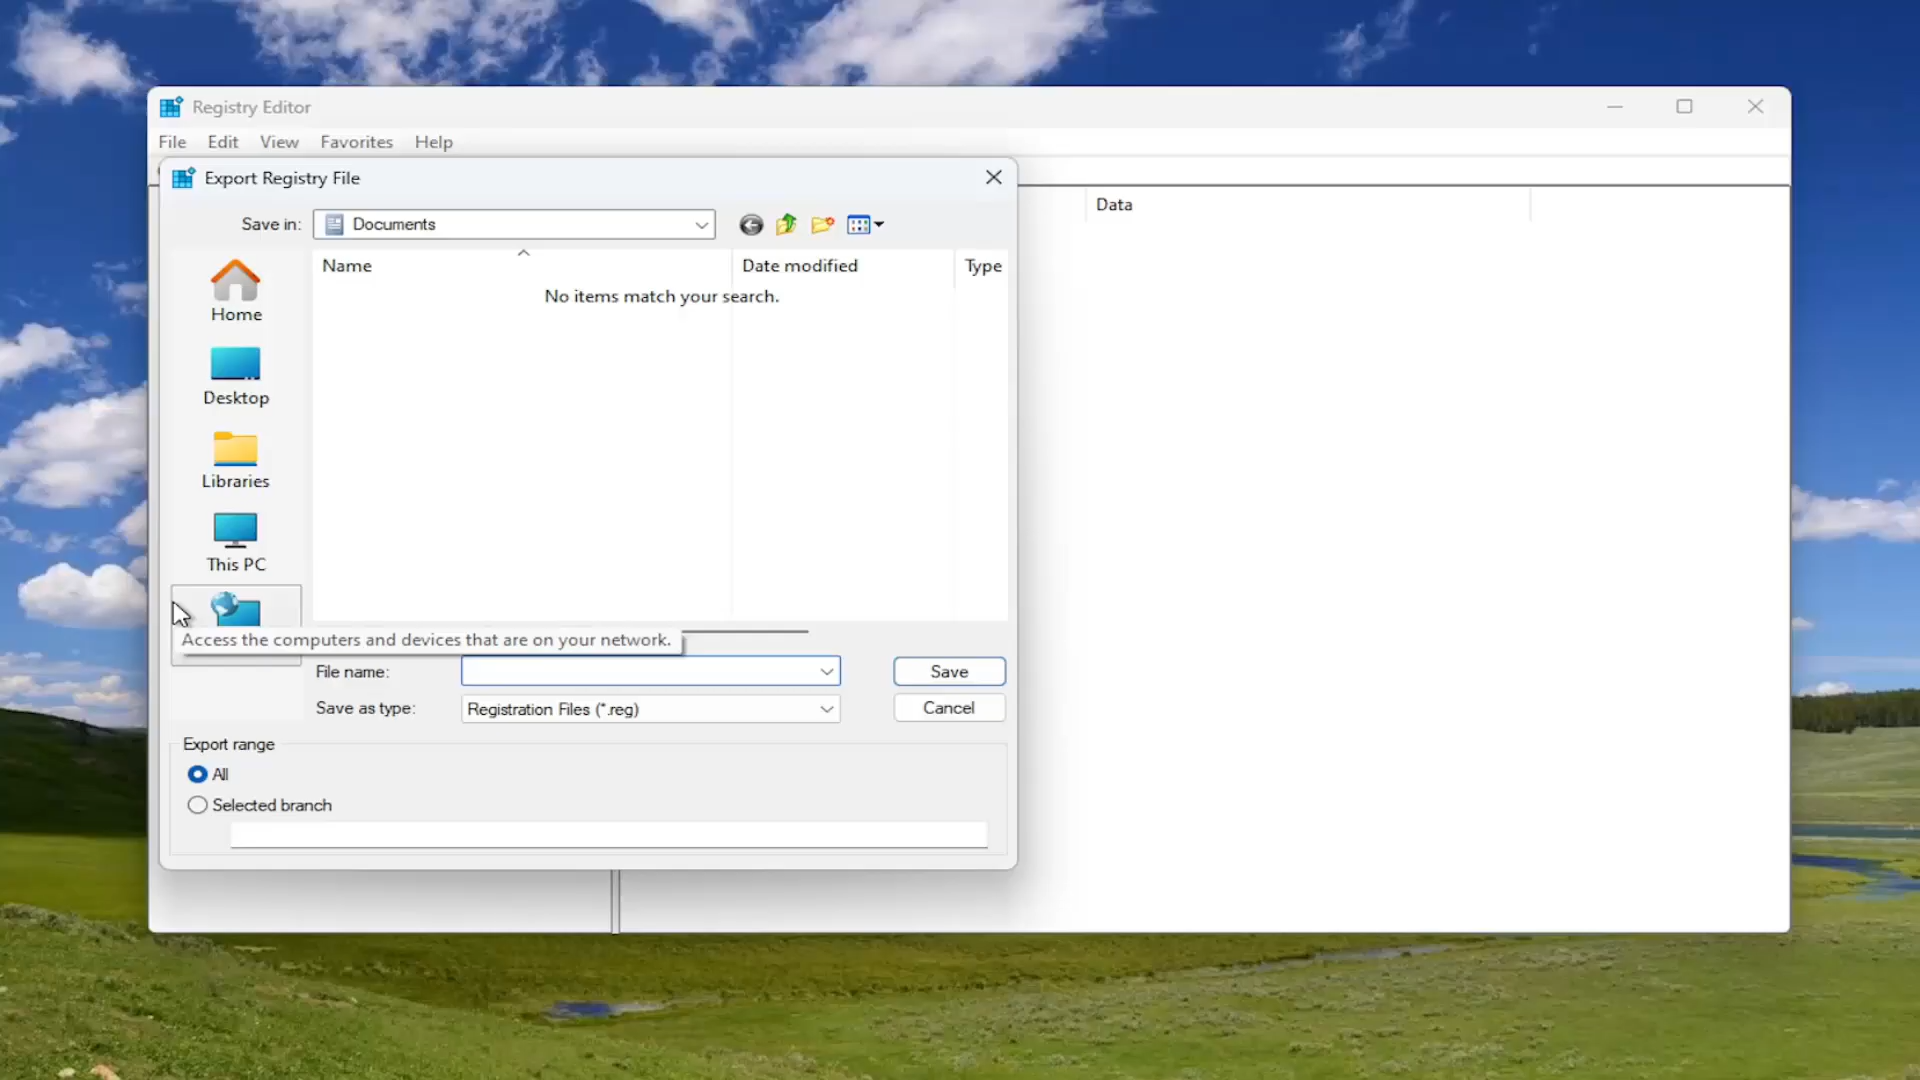 Registry Editor
File Edit View Favorites Help
Export Registry File
Save in: Documents
Data
Name Date modified Type
No items match your search.
Home
Desktop
Libraries
This PC
Access the computers and devices that are on your network.
File name: Save
Save as type: Registration Files (*.reg) Cancel
Export range
All
Selected branch